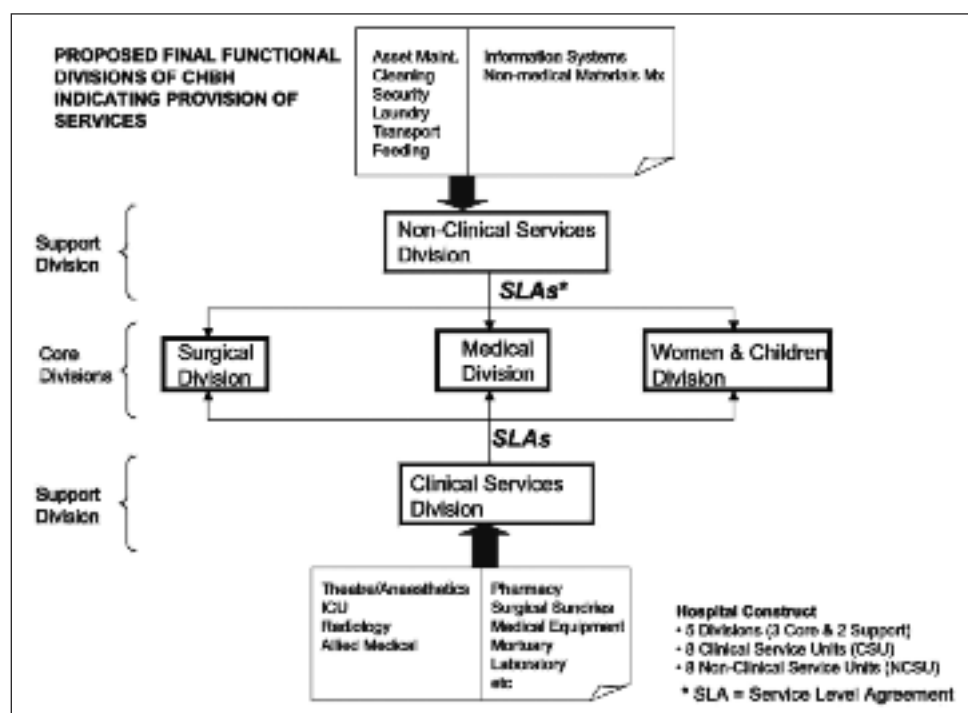 PROPOSED FINAL FUNCTIONAL
DIVISIONS OF CHBH
INDICATING PROVISION OF
SERVICES
Asset Maint.
Cleaning
Security
Laundry
Transport
Feeding
Information Systems
Non-medical Materials Mx
Support
Division
Non-Clinical Services
Division
SLAs*
Core
Divisions
Surgical
Division
Medical
Division
Women & Children
Division
SLAs
Support
Division
Clinical Services
Division
Theatre/Anaesthetics
ICU
Radiology
Allied Medical
Pharmacy
Surgical Sundries
Medical Equipment
Mortuary
Laboratory
etc
Hospital Construct
• 5 Divisions (3 Core & 2 Support)
• 8 Clinical Service Units (CSU)
• 8 Non-Clinical Service Units (NCSU)
* SLA = Service Level Agreement